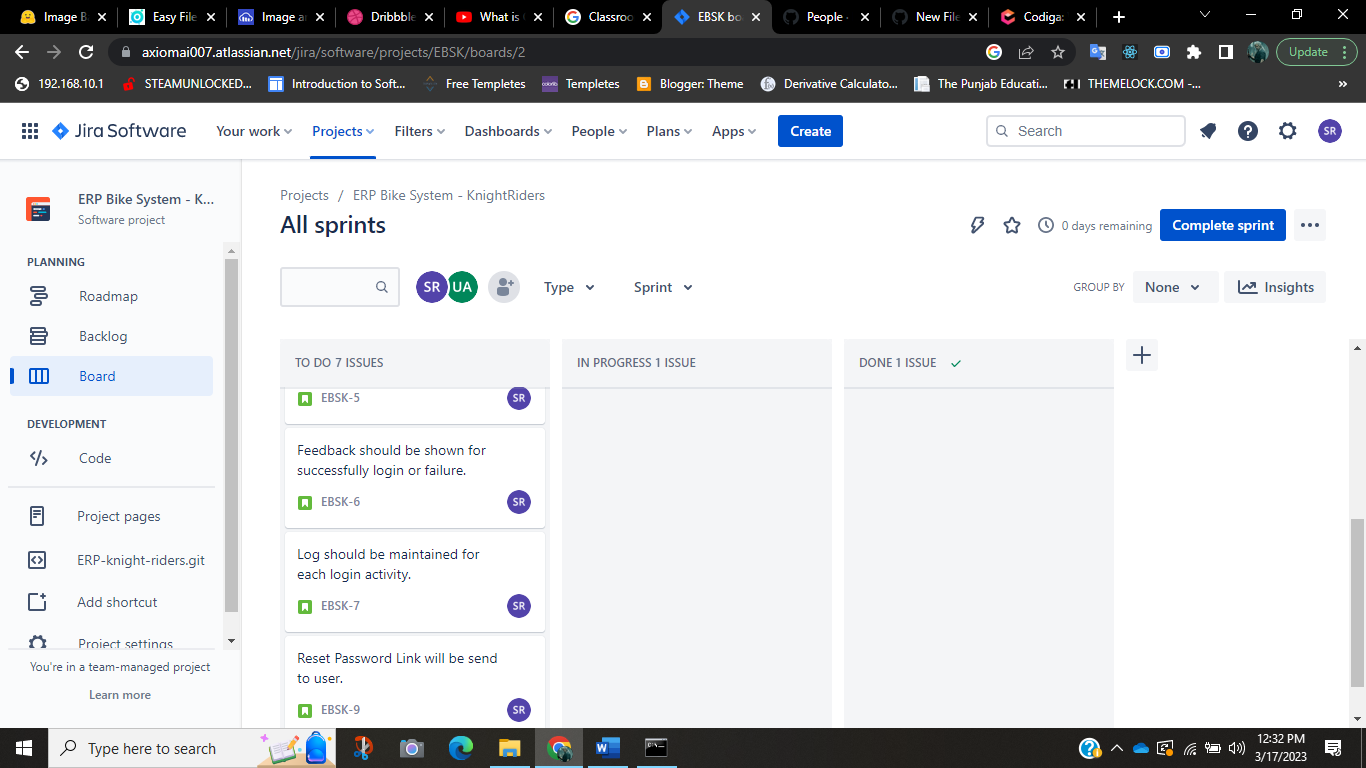 Image B
Easy File
Image an
Dribbble
What is
Classroo
EBSK bo
People
New File
Codiga:
axiomai007.atlassian.net/jira/software/projects/EBSK/boards/2
Update
192.168.10.1
STEAMUNLOCKED...
Introduction to Soft...
Free Templetes
Templetes
Blogger: Theme
Derivative Calculato...
The Punjab Educati...
THEMELOCK.COM -...
»
Jira Software
Your work
Projects
Filters
Dashboards
People
Plans
Apps
Create
Search
SR
ERP Bike System - K...
Software project
PLANNING
Roadmap
Backlog
Board
DEVELOPMENT
Code
Project pages
ERP-knight-riders.git
Add shortcut
Project settings
You're in a team-managed project
Learn more
Projects / ERP Bike System - KnightRiders
All sprints
0 days remaining
Complete sprint
SR
UA
Type
Sprint
GROUP BY
None
Insights
TO DO 7 ISSUES
EBSK-5
SR
Feedback should be shown for
successfully login or failure.
EBSK-6
SR
Log should be maintained for
each login activity.
EBSK-7
SR
Reset Password Link will be send
to user.
EBSK-9
SR
IN PROGRESS 1 ISSUE
DONE 1 ISSUE
Type here to search
12:32 PM
3/17/2023